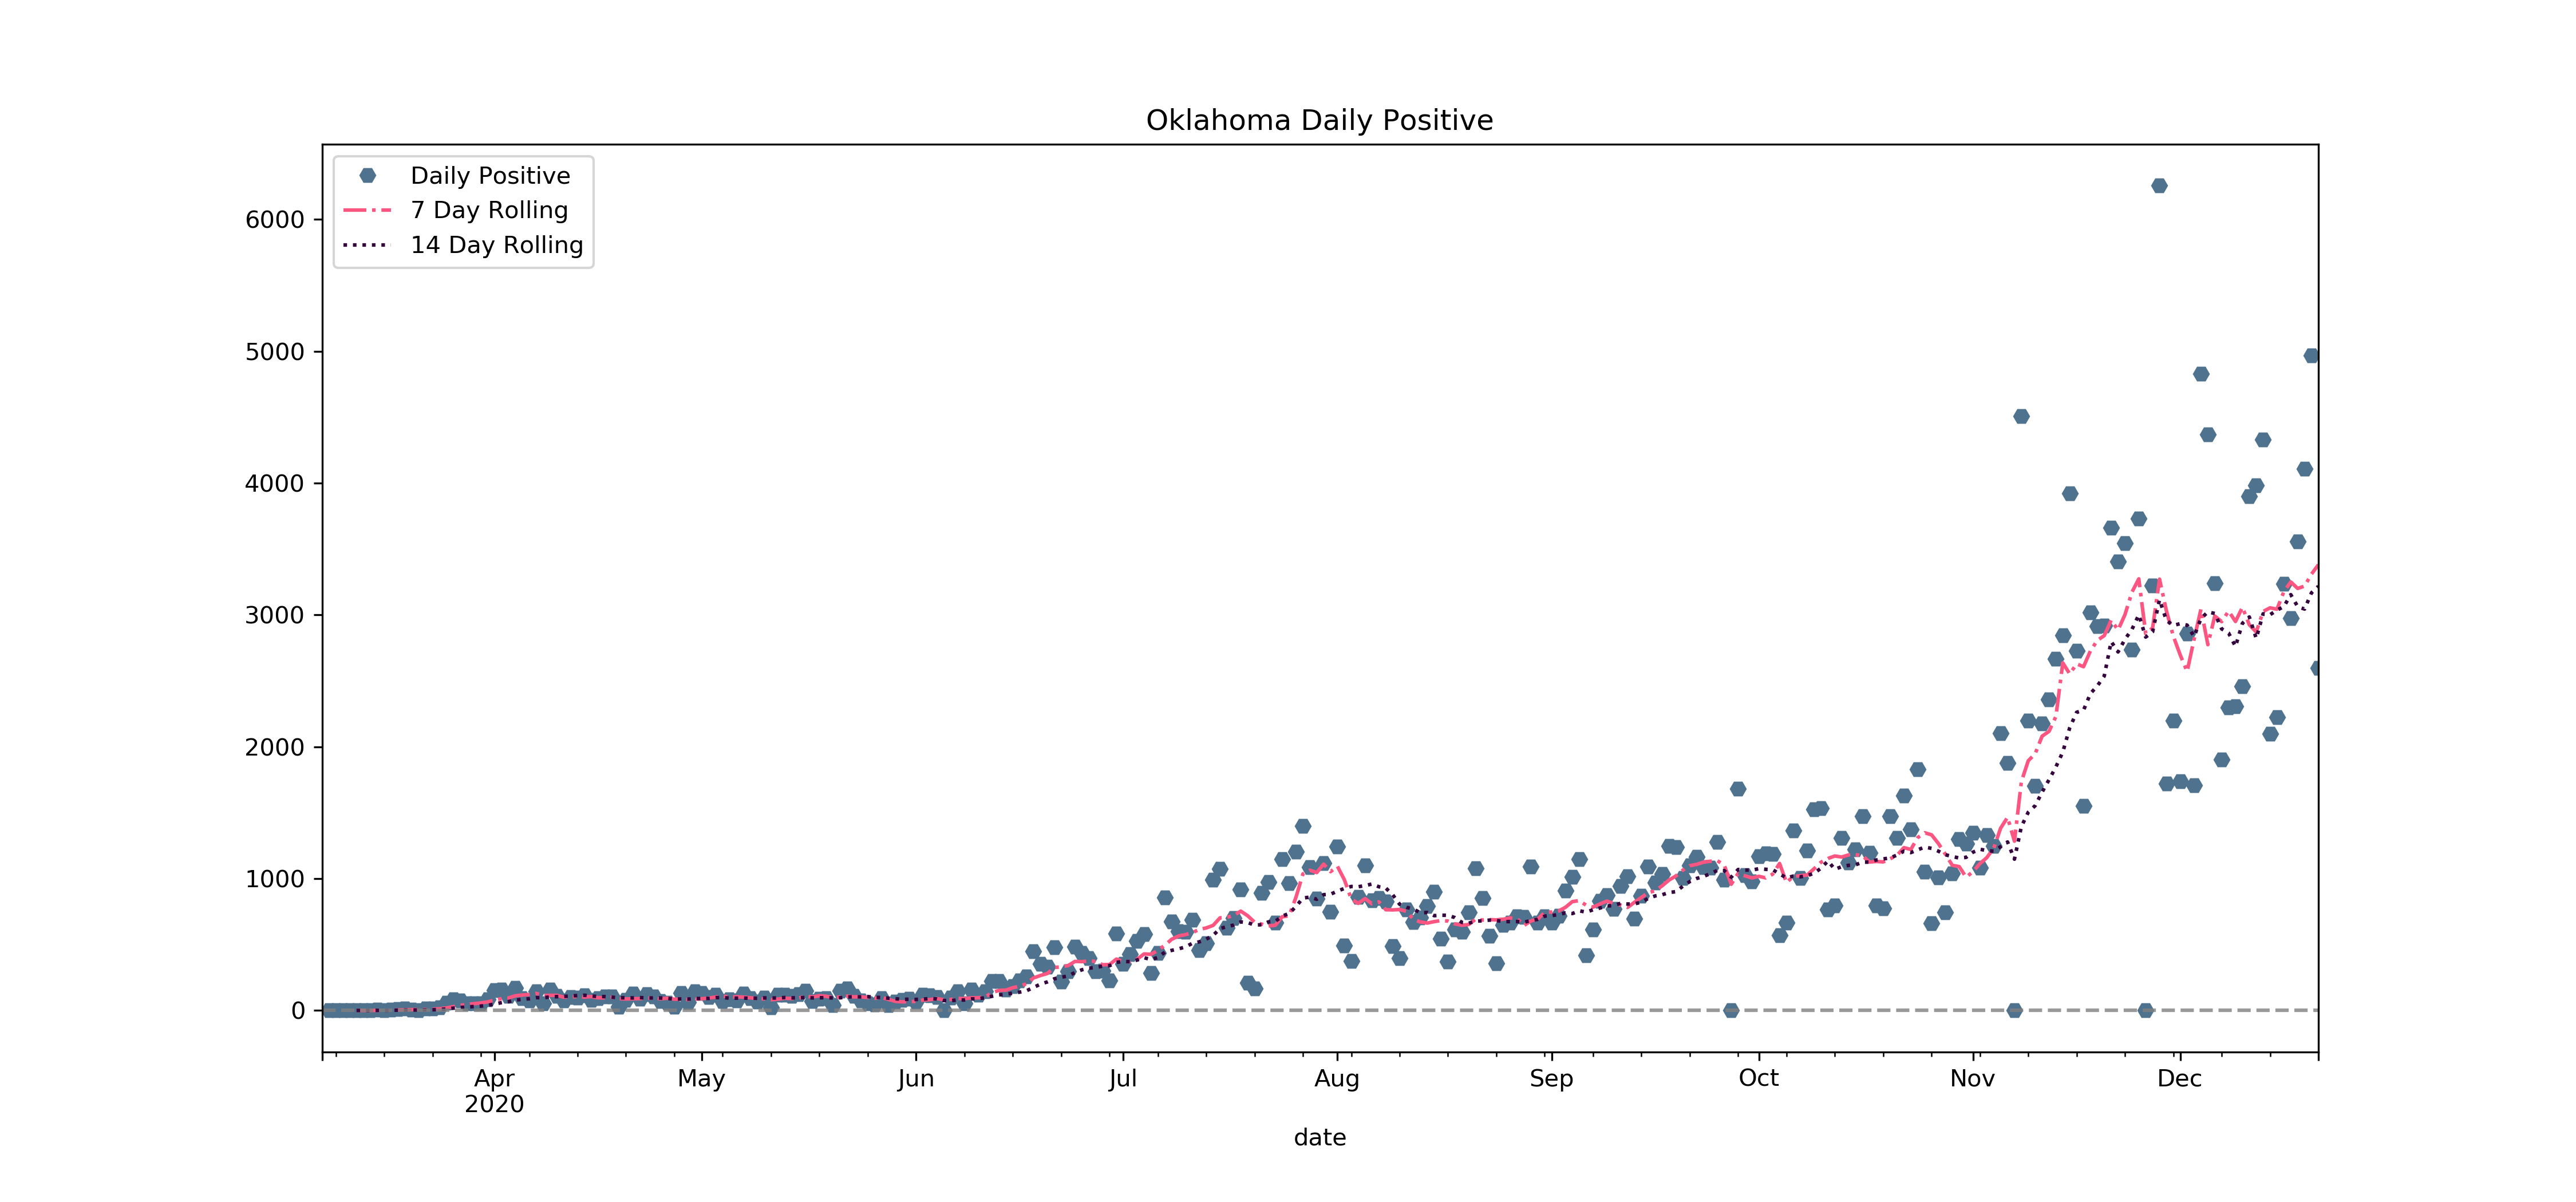 Oklahoma Daily Positive
Daily Positive
7 Day Rolling
14 Day Rolling
6000
5000
4000
3000
2000
1000
0
Apr May Jun Jul Aug Sep Oct Nov Dec
2020
date